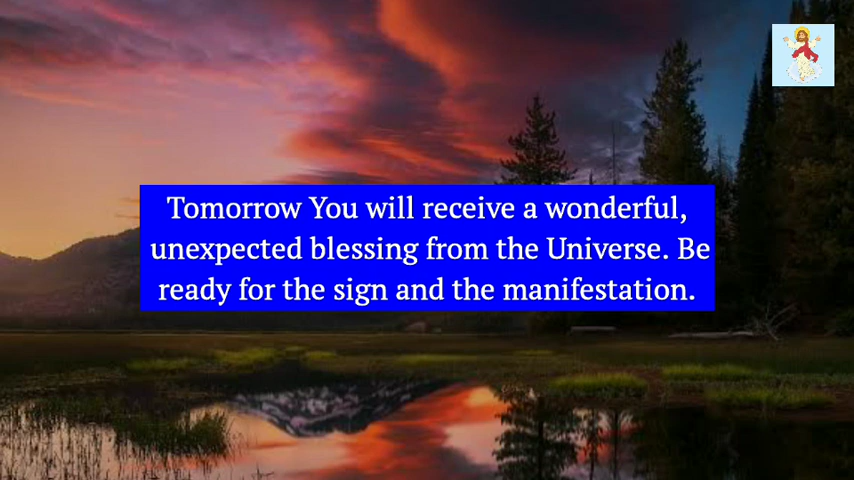 Tomorrow You will receive a wonderful,
unexpected blessing from the Universe. Be
ready for the sign and the manifestation.